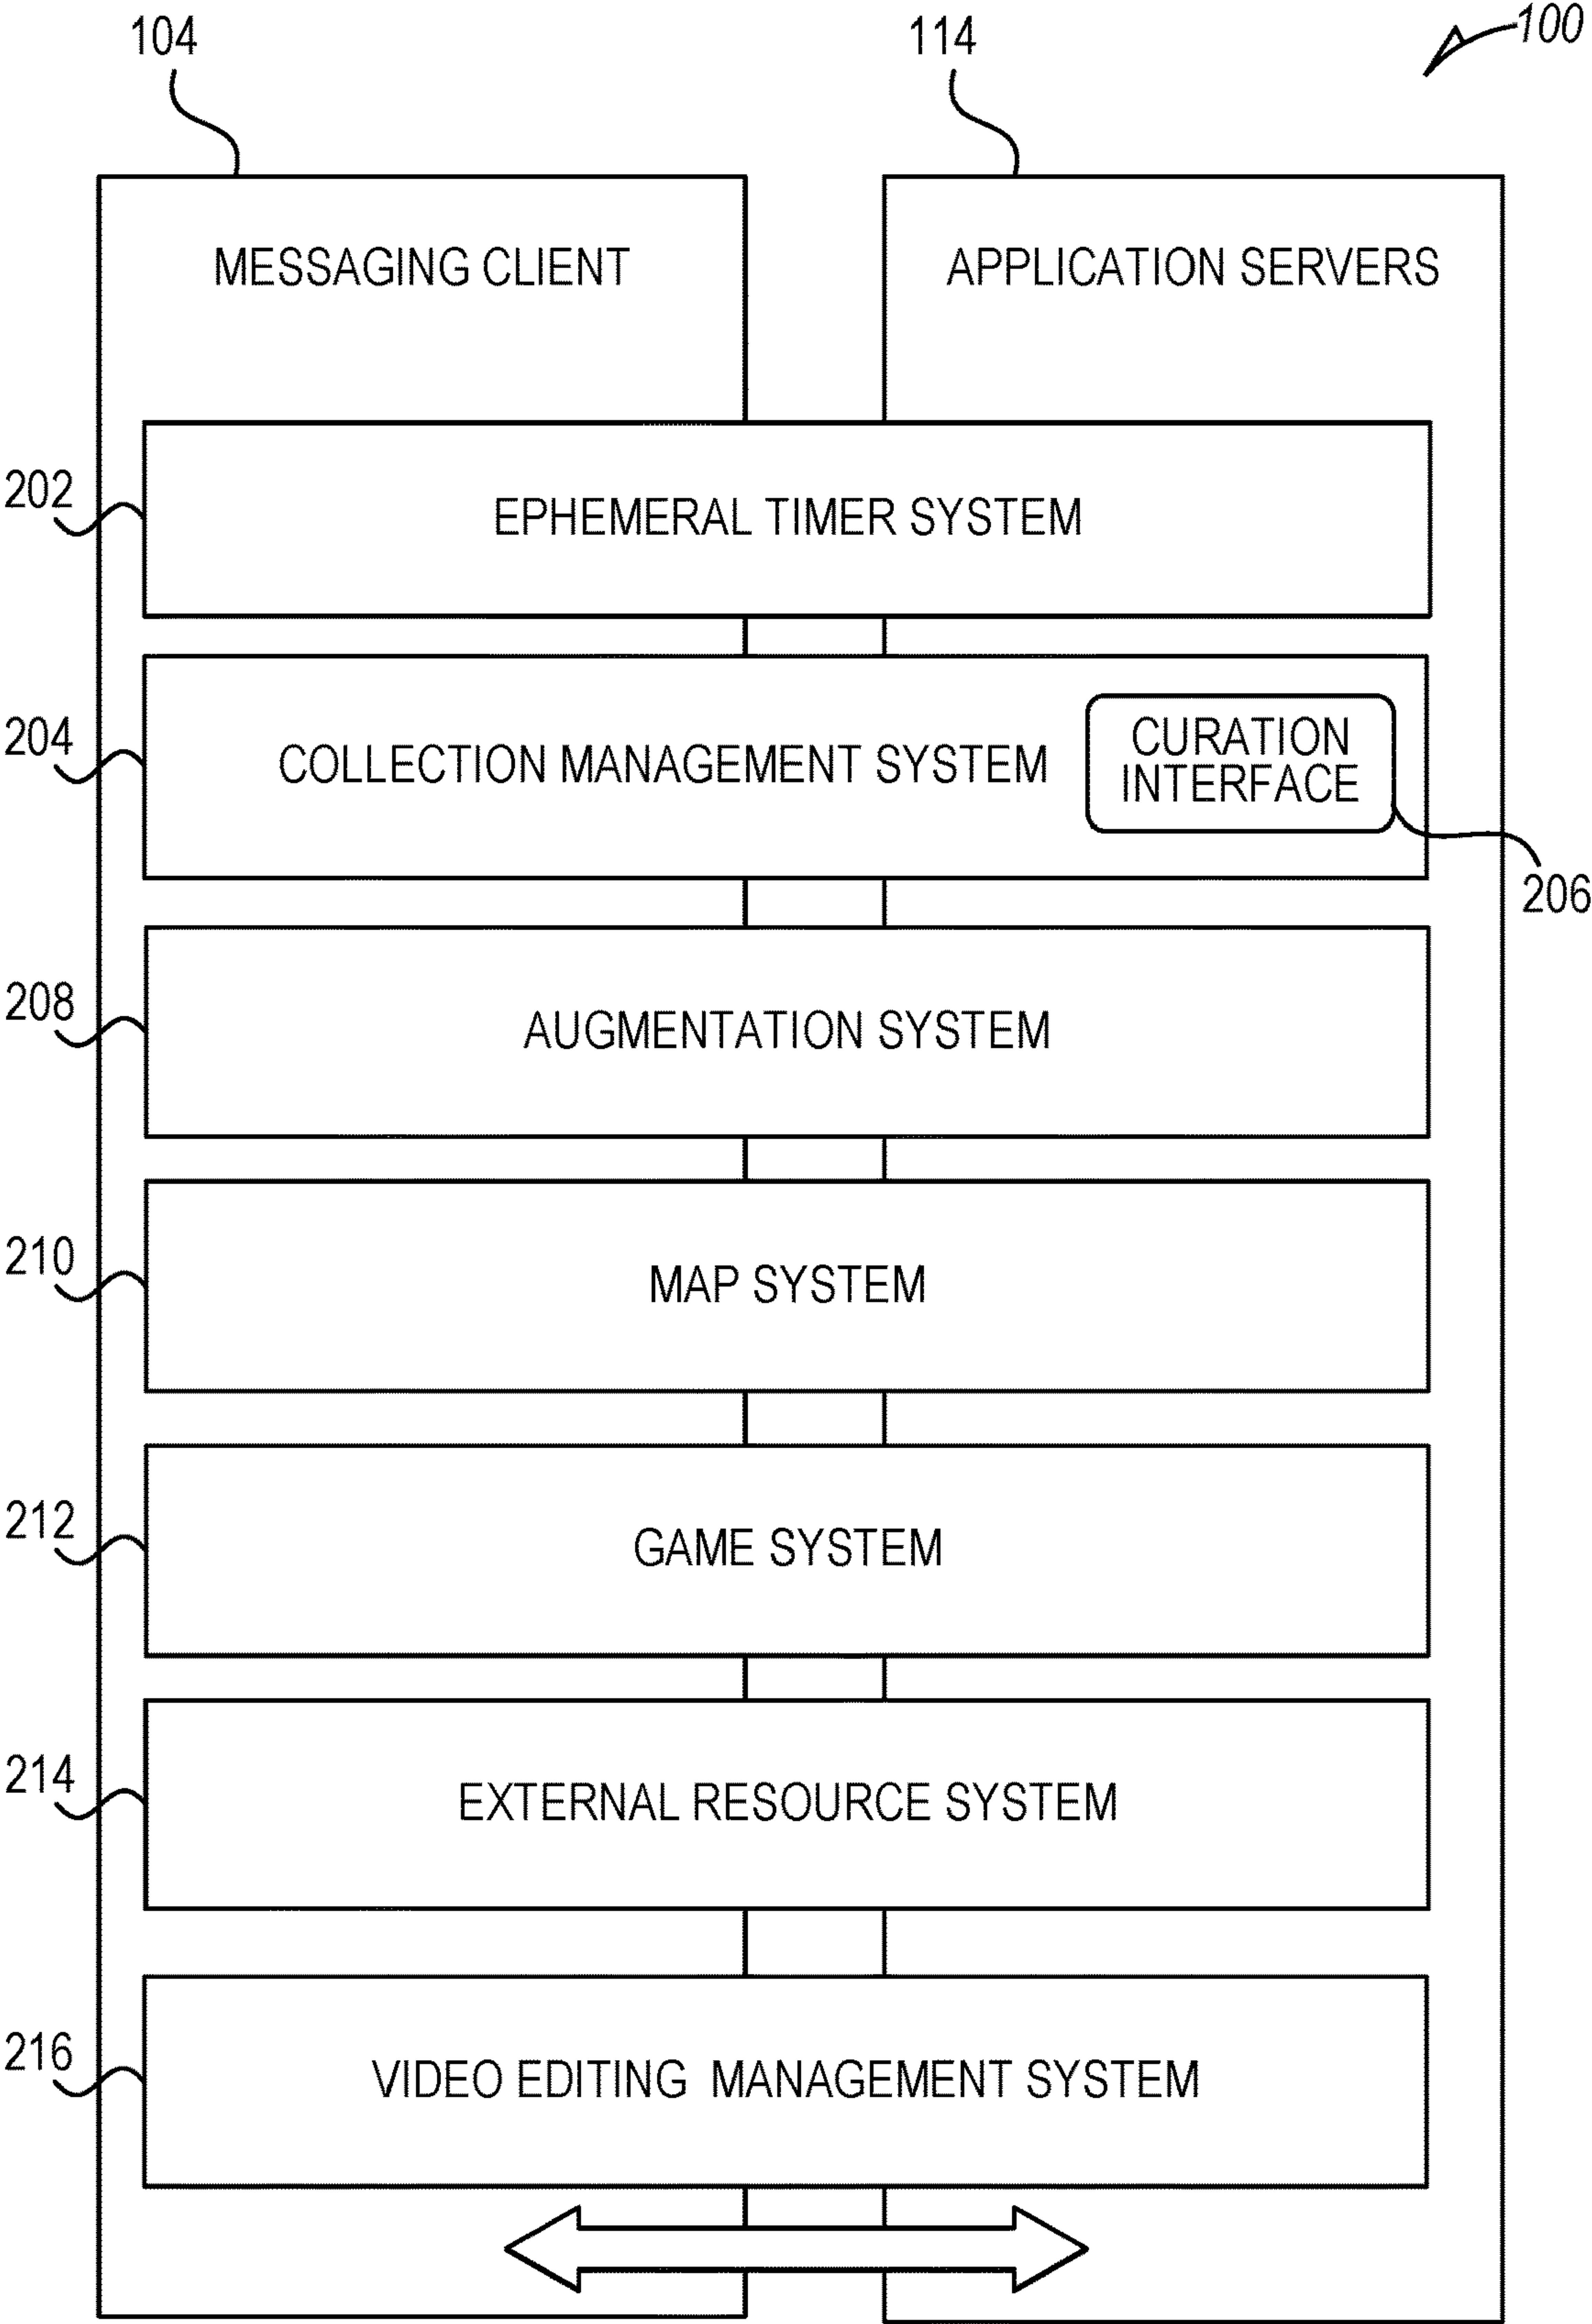 104
114
100
MESSAGING CLIENT
APPLICATION SERVERS
202
EPHEMERAL TIMER SYSTEM
204
COLLECTION MANAGEMENT SYSTEM
CURATION
INTERFACE
206
208
AUGMENTATION SYSTEM
210
MAP SYSTEM
212
GAME SYSTEM
214
EXTERNAL RESOURCE SYSTEM
216
VIDEO EDITING MANAGEMENT SYSTEM